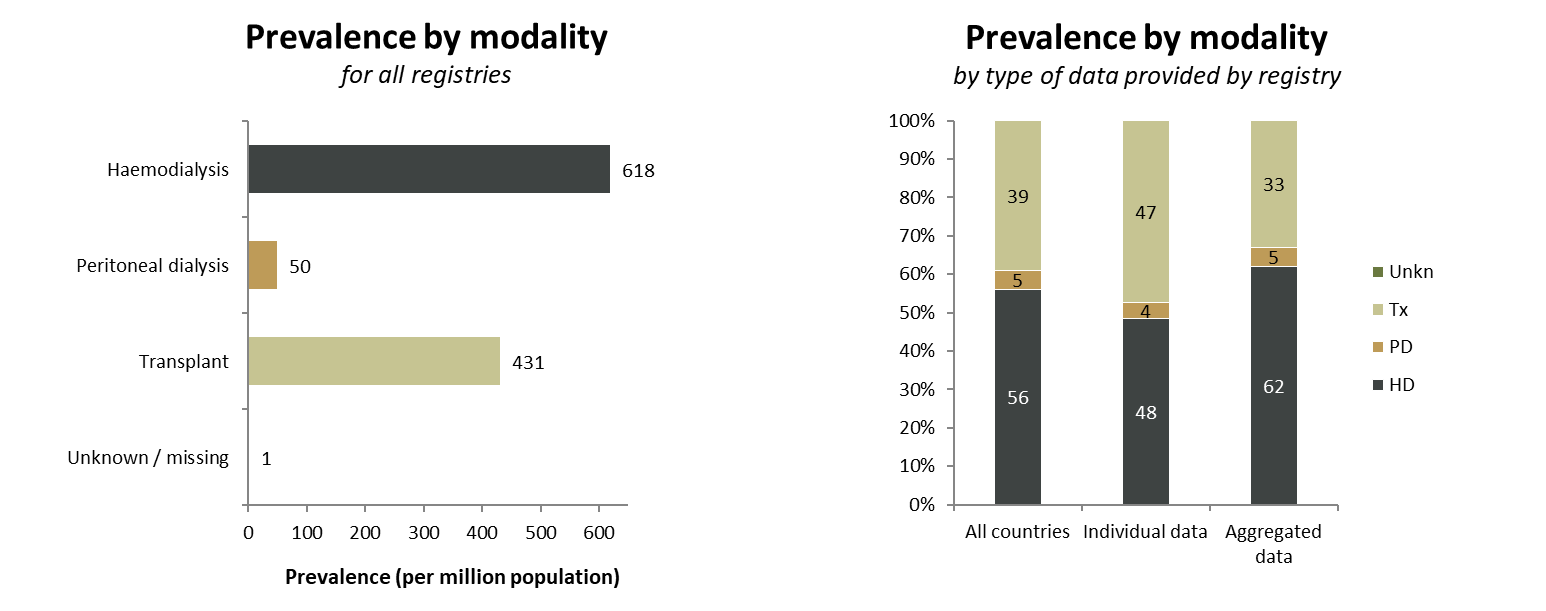 Prevalence by modality
for all registries
Haemodialysis
618
Peritoneal dialysis
50
Transplant
431
Unknown / missing
1
0 100 200 300 400 500 600
Prevalence (per million population)
Prevalence by modality
by type of data provided by registry
100%
90%
80%
70%
60%
50%
40%
30%
20%
10%
0%
39
5
56
47
4
48
33
5
62
All countries
Individual data
Aggregated
data
Unkn
Tx
PD
HD